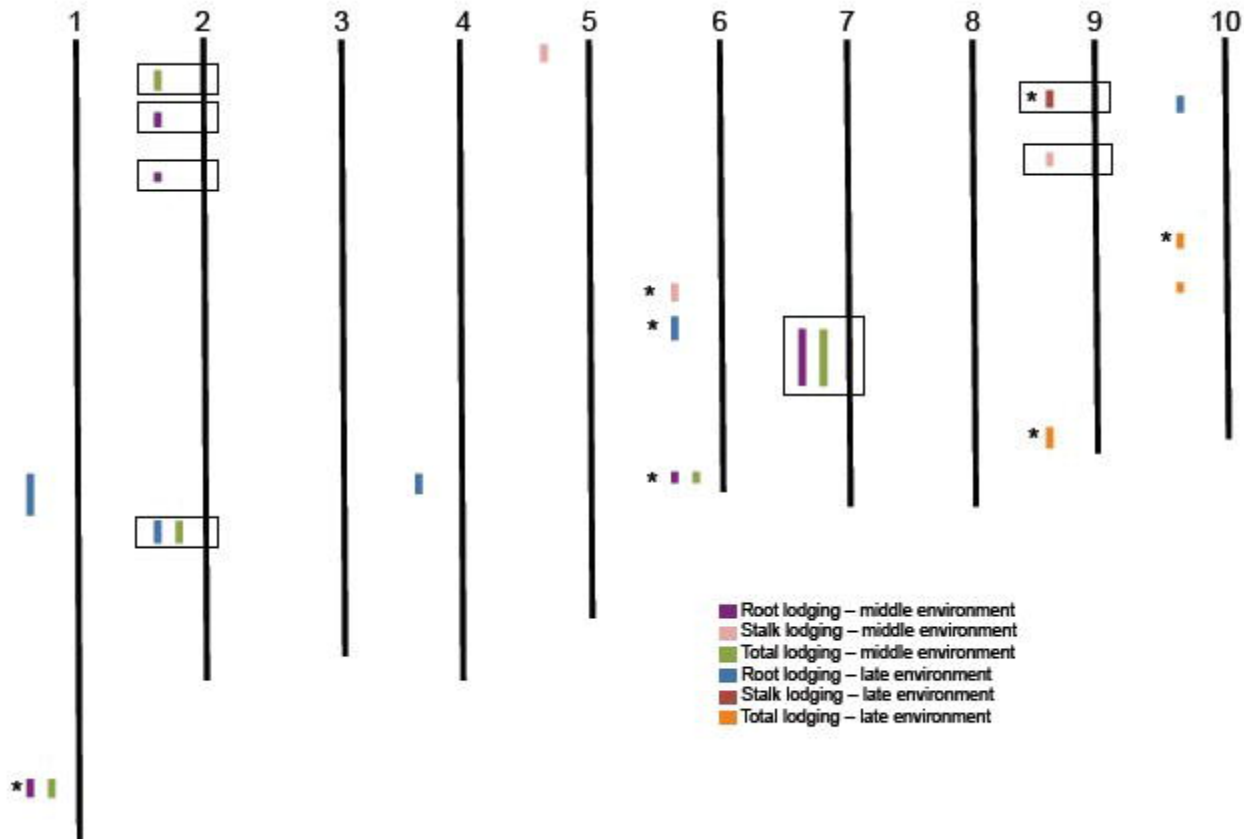 1 2 3 4 5 6 7 8 9 10
*
*
*
*
*
*
*
Root lodging – middle environment
Stalk lodging – middle environment
Total lodging – middle environment
Root lodging – late environment
Stalk lodging – late environment
Total lodging – late environment